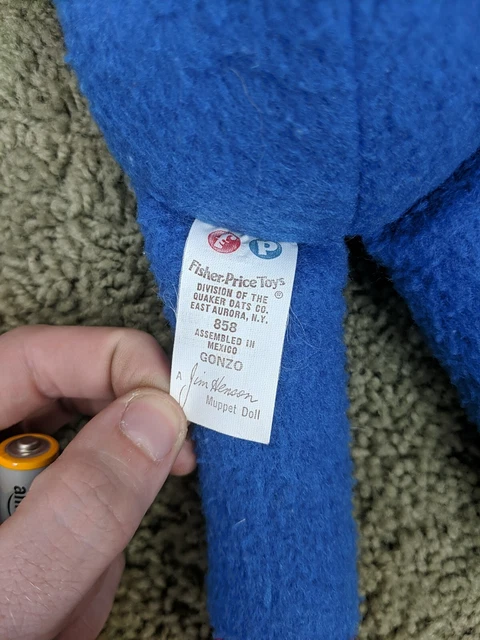 FP P
Fisher-Price Toys ®
DIVISION OF THE
QUAKER OATS CO.
EAST AURORA, N.Y.
858
ASSEMBLED IN
MEXICO
GONZO
A Jim Henson
Muppet Doll